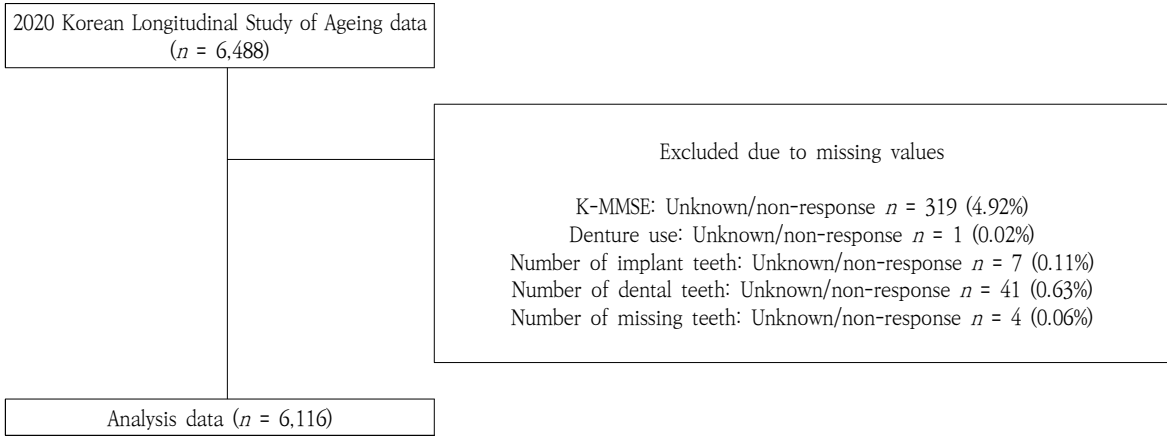 2020 Korean Longitudinal Study of Ageing data
(n = 6,488)
Excluded due to missing values
K-MMSE: Unknown/non-response n = 319 (4.92%)
Denture use: Unknown/non-response n = 1 (0.02%)
Number of implant teeth: Unknown/non-response n = 7 (0.11%)
Number of dental teeth: Unknown/non-response n = 41 (0.63%)
Number of missing teeth: Unknown/non-response n = 4 (0.06%)
Analysis data (n = 6,116)